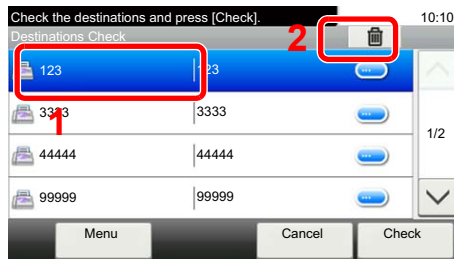 Check the destinations and press [Check]. 10:10
Destinations Check 2
123 123
3333 3333
1
1/2
44444 44444
99999 99999
Menu Cancel Check